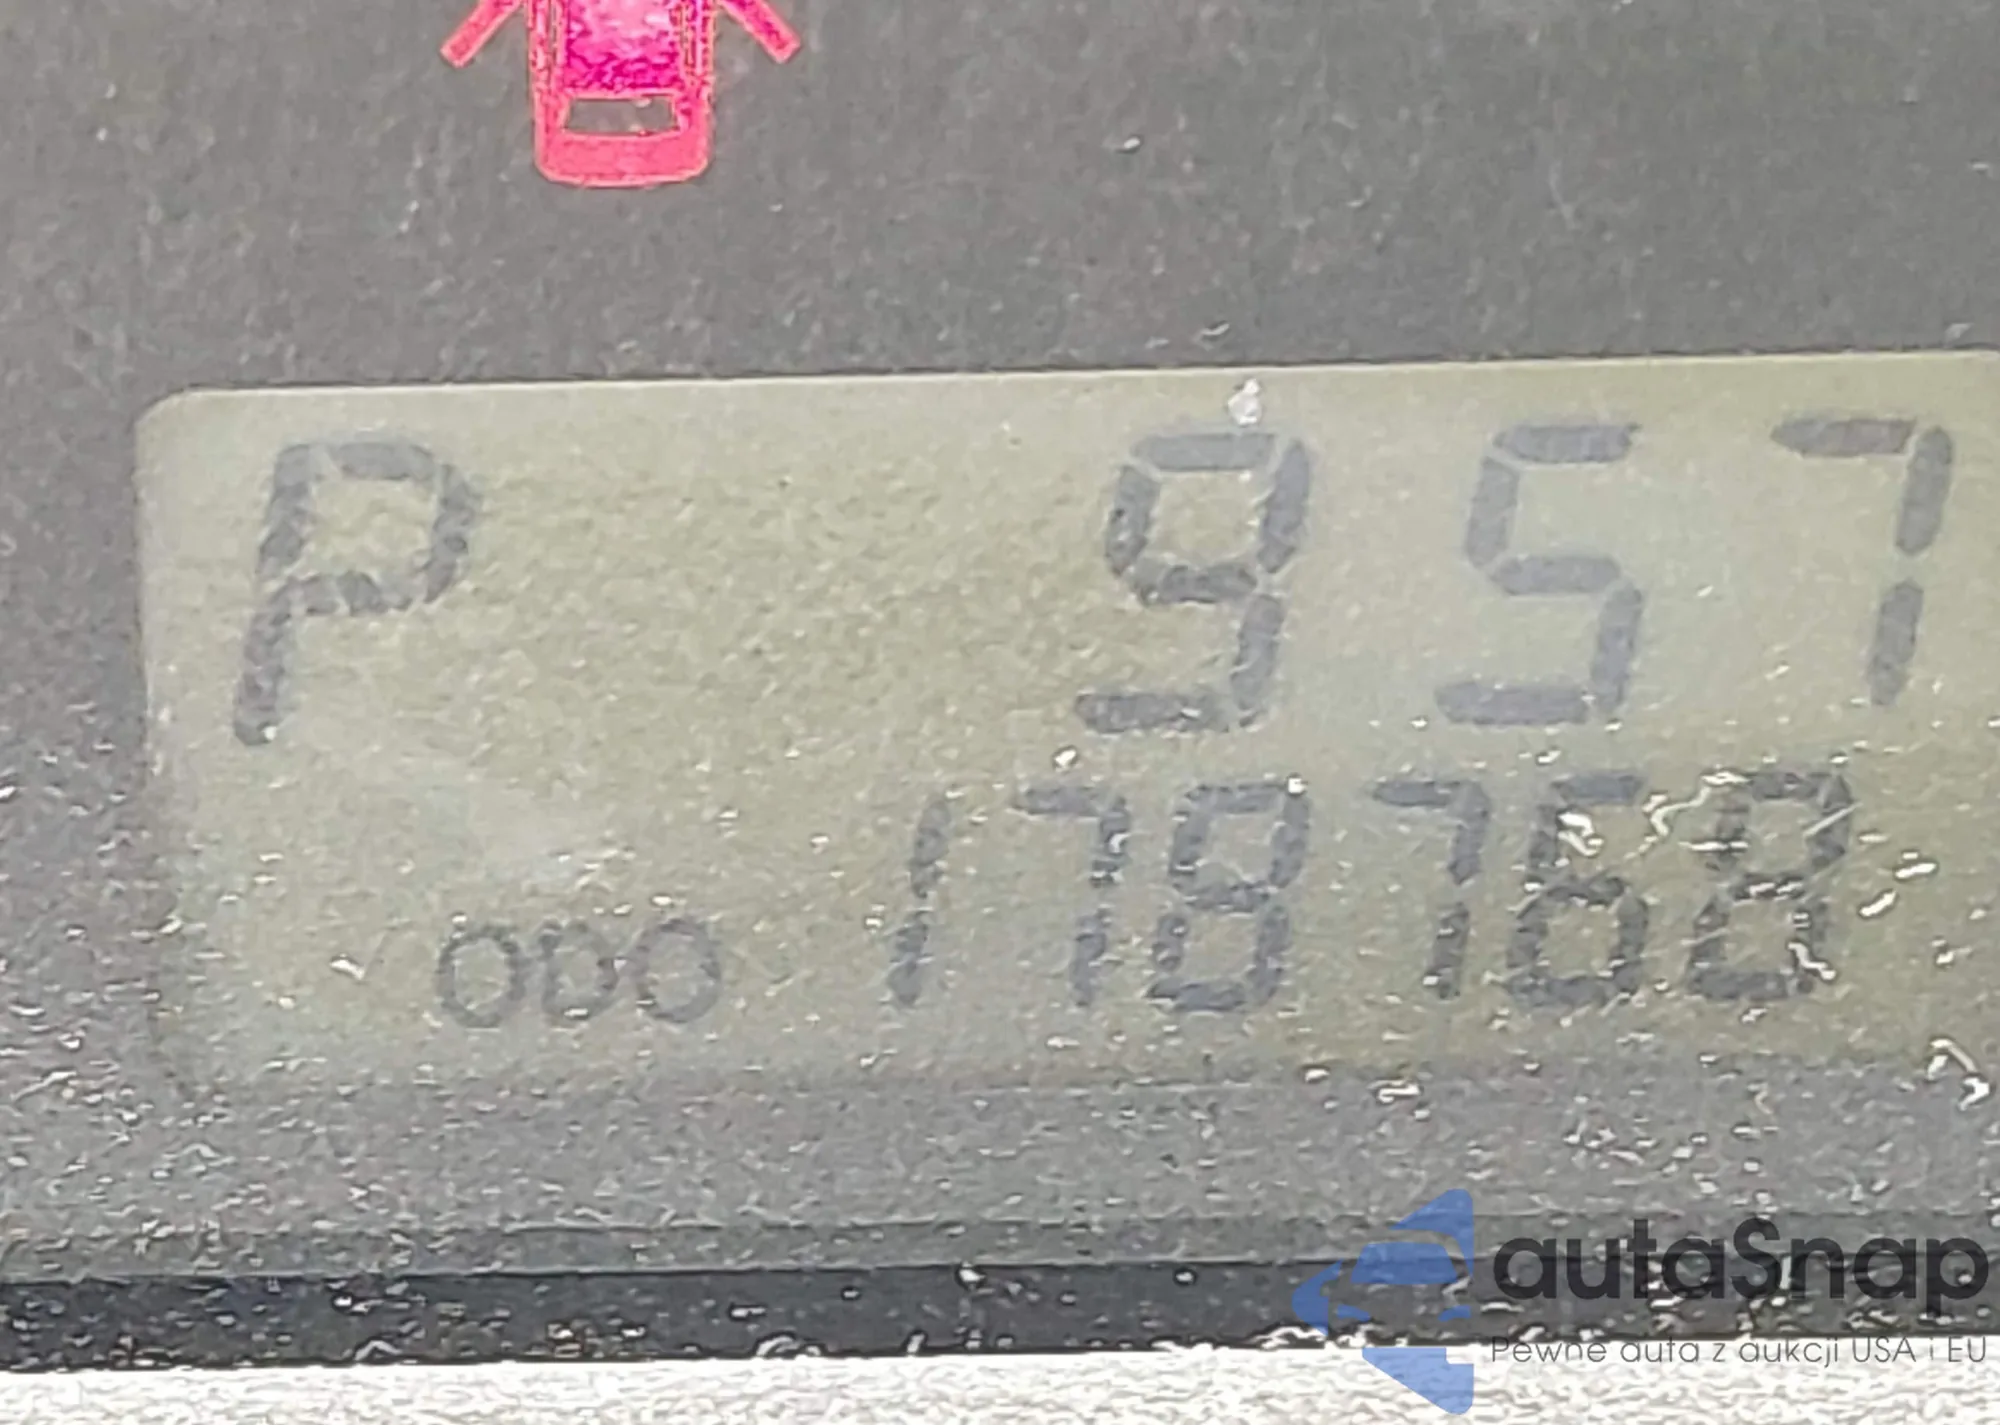 P 957
ODO 178768
autaSnap
Pewne auta z aukcji USA i EU